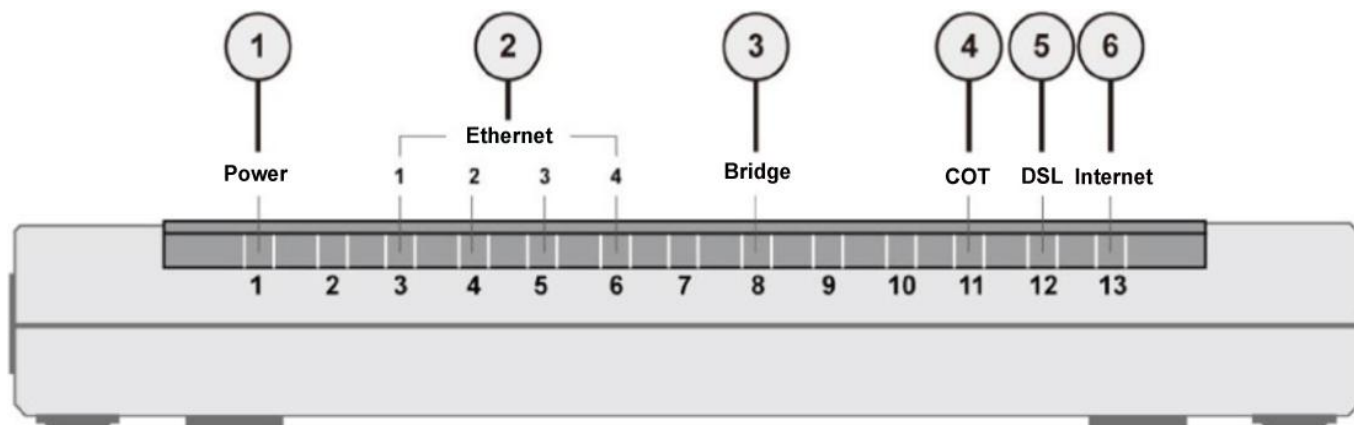 1 2 3 4 5 6
Ethernet
Power 1 2 3 4 Bridge COT DSL Internet
1 2 3 4 5 6 7 8 9 10 11 12 13